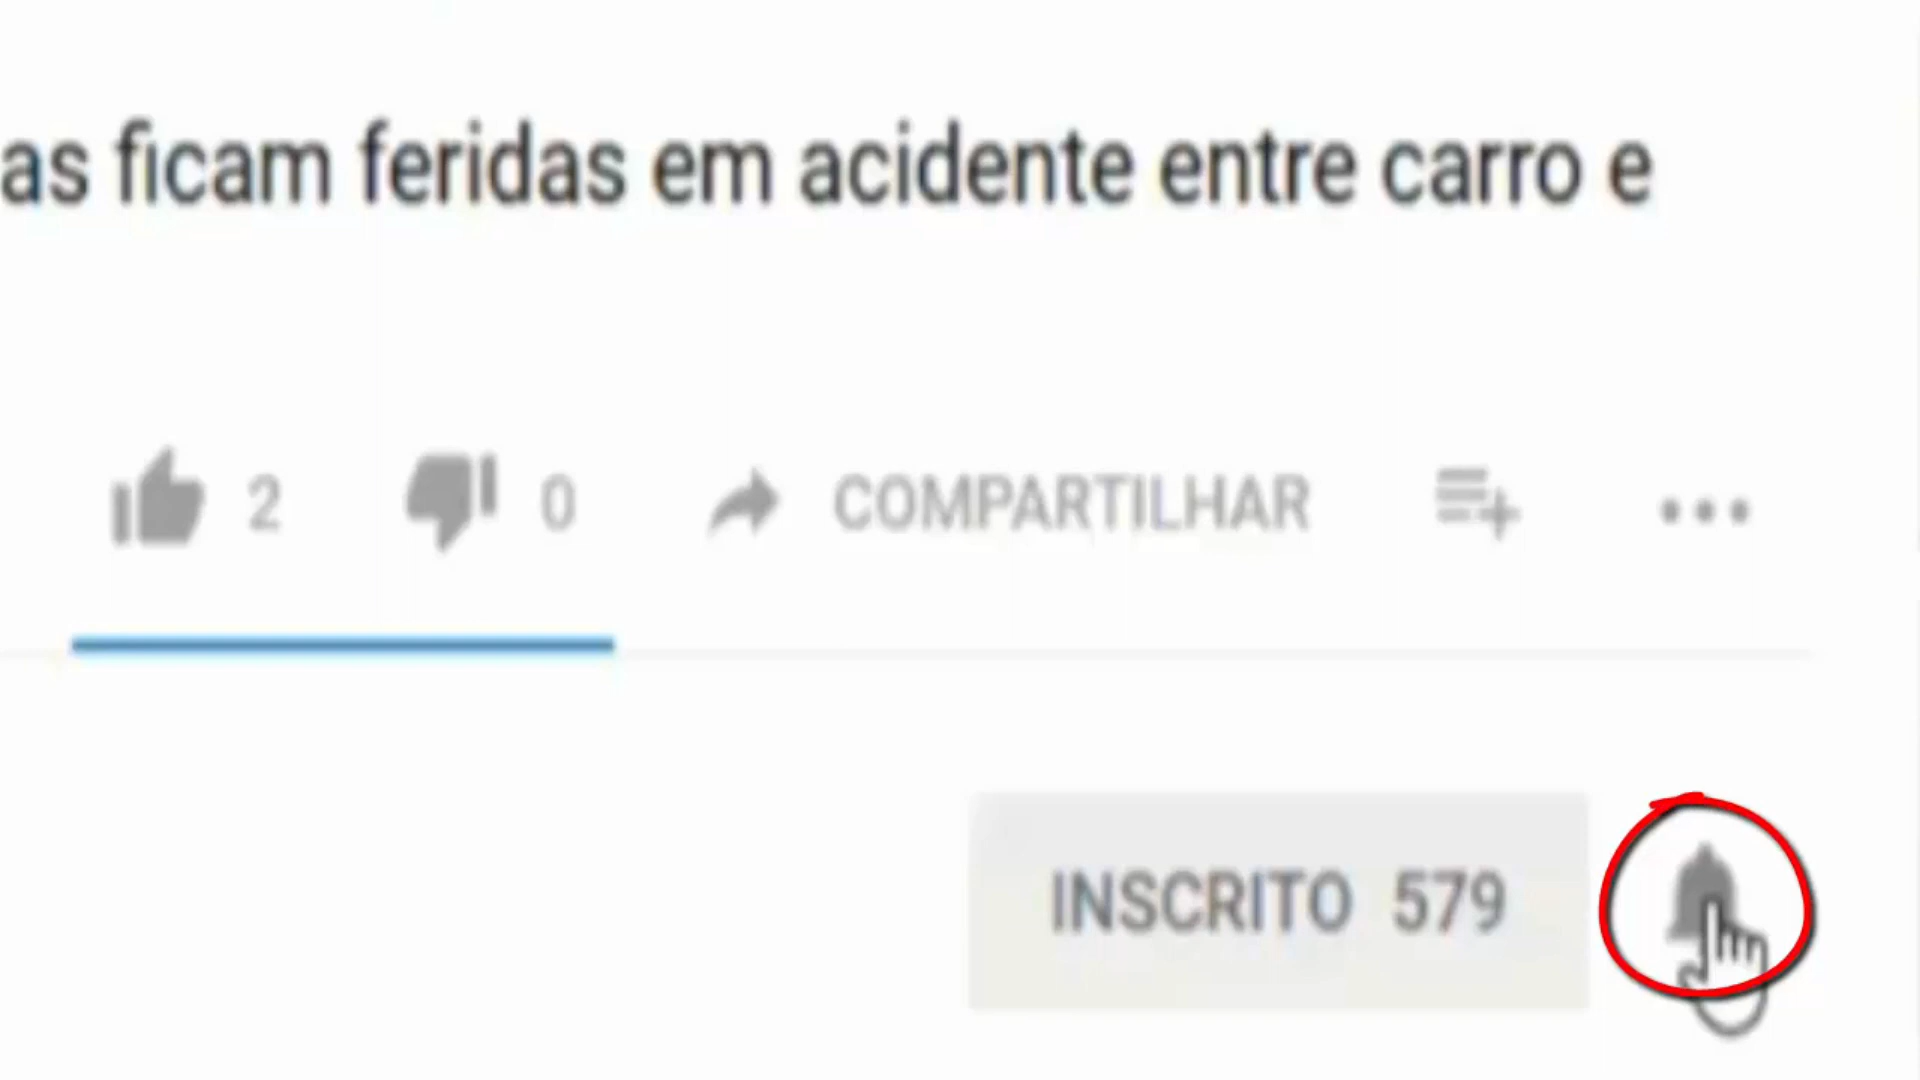 as ficam feridas em acidente entre carro e
2 0 COMPARTILHAR
INSCRITO 579